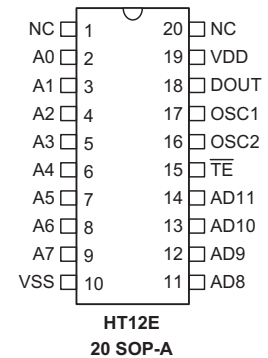 NC 1 20 NC
A0 2 19 VDD
A1 3 18 DOUT
A2 4 17 OSC1
A3 5 16 OSC2
A4 6 15 T̅E̅
A5 7 14 AD11
A6 8 13 AD10
A7 9 12 AD9
VSS 10 11 AD8
HT12E
20 SOP-A